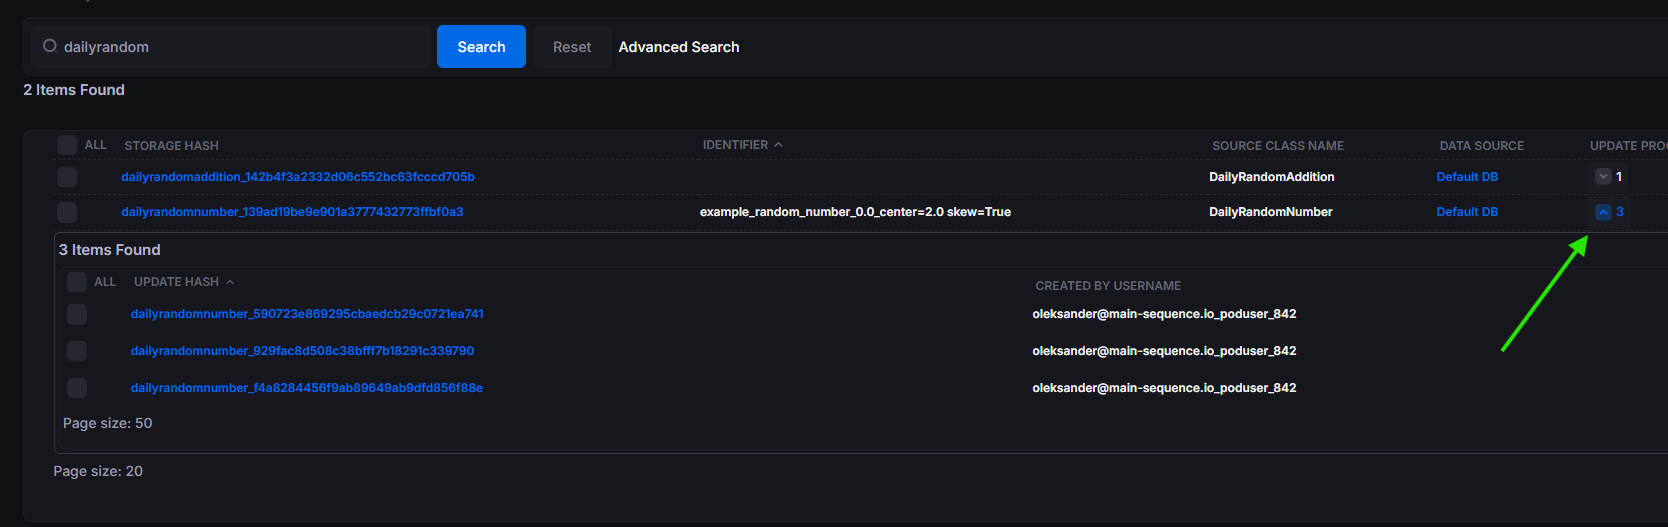 dailyrandom Search Reset Advanced Search
2 Items Found
ALL STORAGE HASH IDENTIFIER SOURCE CLASS NAME DATA SOURCE UPDATE PROC
dailyrandomaddition_142b4f3a2332d06c552bc63fcccd705b DailyRandomAddition Default DB 1
dailyrandomnumber_139ad19be9e901a3777432773ffbf0a3 example_random_number_0.0_center=2.0 skew=True DailyRandomNumber Default DB 3
3 Items Found
ALL UPDATE HASH CREATED BY USERNAME
dailyrandomnumber_590723e869295cbaedcb29c0721ea741 oleksander@main-sequence.io_poduser_842
dailyrandomnumber_929fac8d508c38bfff7b18291c339790 oleksander@main-sequence.io_poduser_842
dailyrandomnumber_f4a8284456f9ab89649ab9dfd856f88e oleksander@main-sequence.io_poduser_842
Page size: 50
Page size: 20